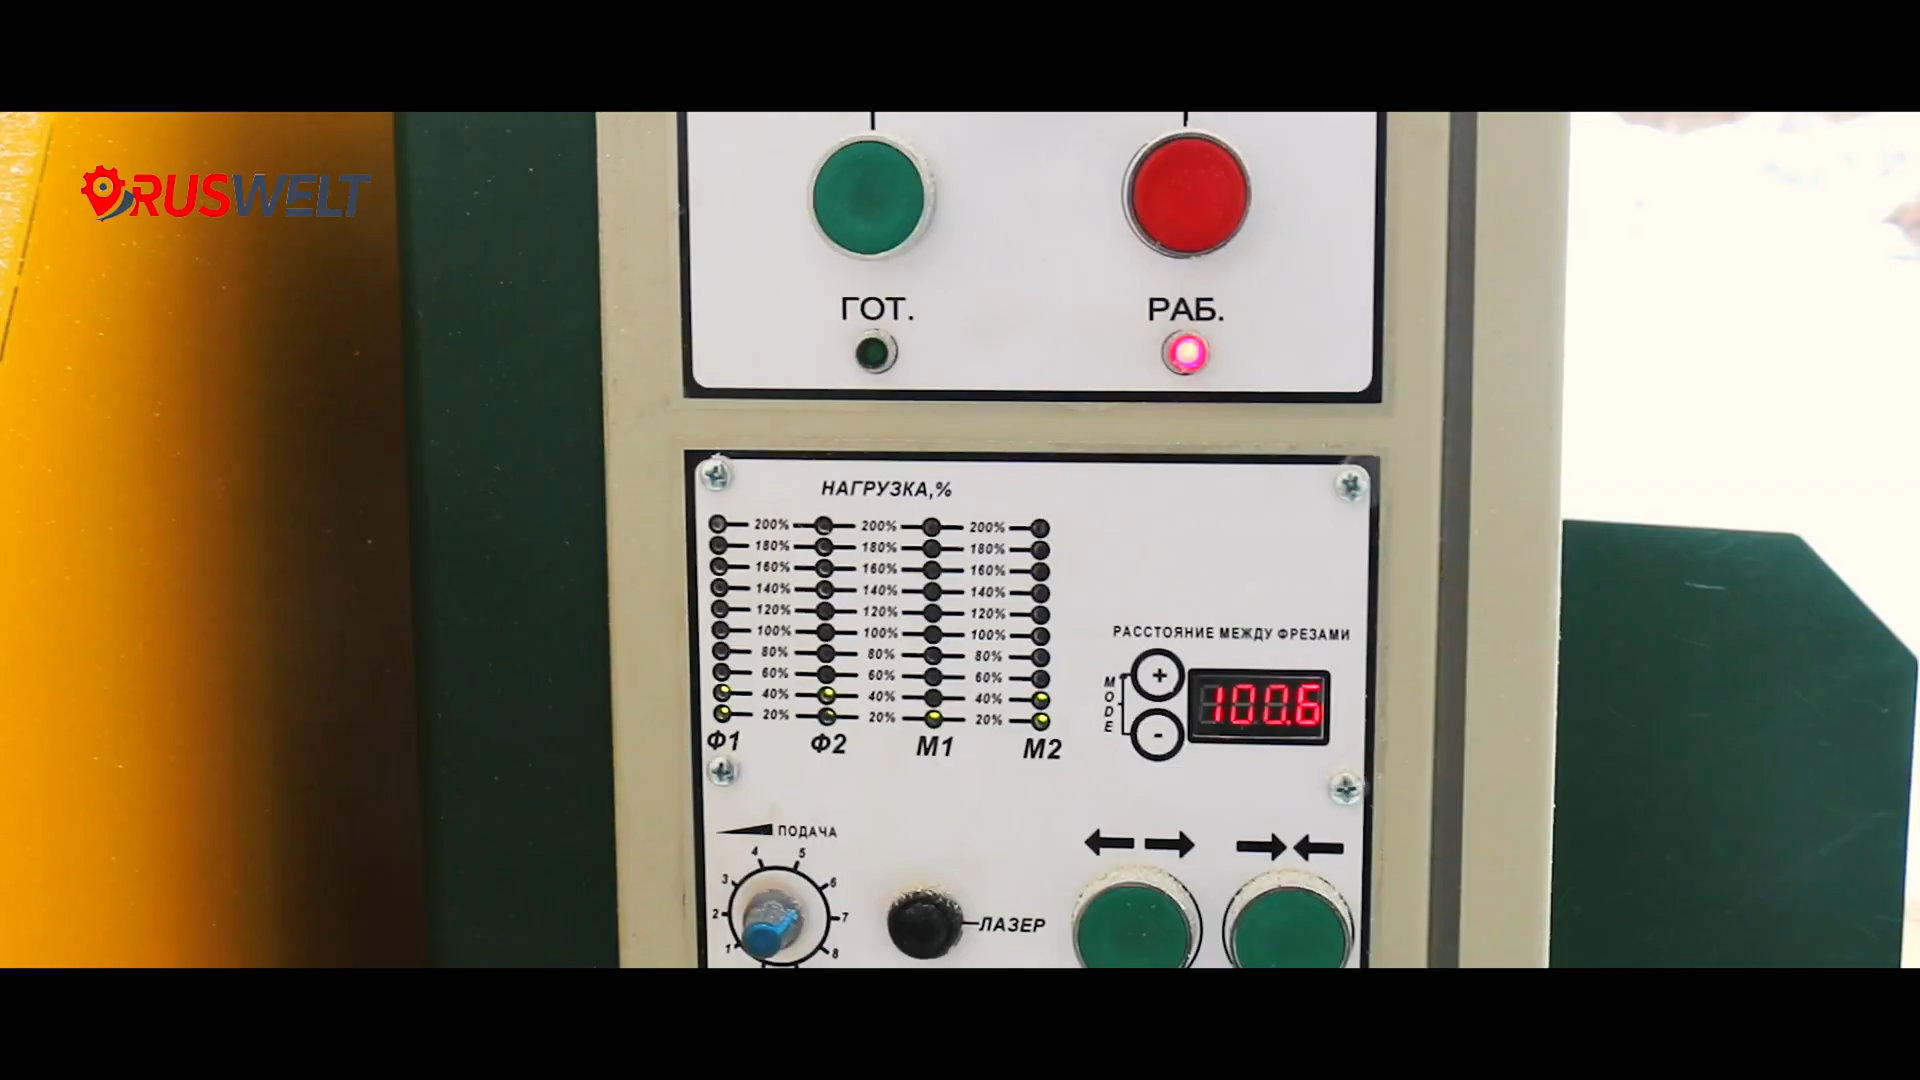 RUSWELT
ГОТ. РАБ.
НАГРУЗКА,%
200% 200% 200%
180% 180% 180%
160% 160% 160%
140% 140% 140%
120% 120% 120%
100% 100% 100%
80% 80% 80%
60% 60% 60%
40% 40% 40%
20% 20% 20%
Ф1 Ф2 М1 М2
РАССТОЯНИЕ МЕЖДУ ФРЕЗАМИ
MODE
+
-
100.6
ПОДАЧА
1 2 3 4 5 6 7 8
ЛАЗЕР